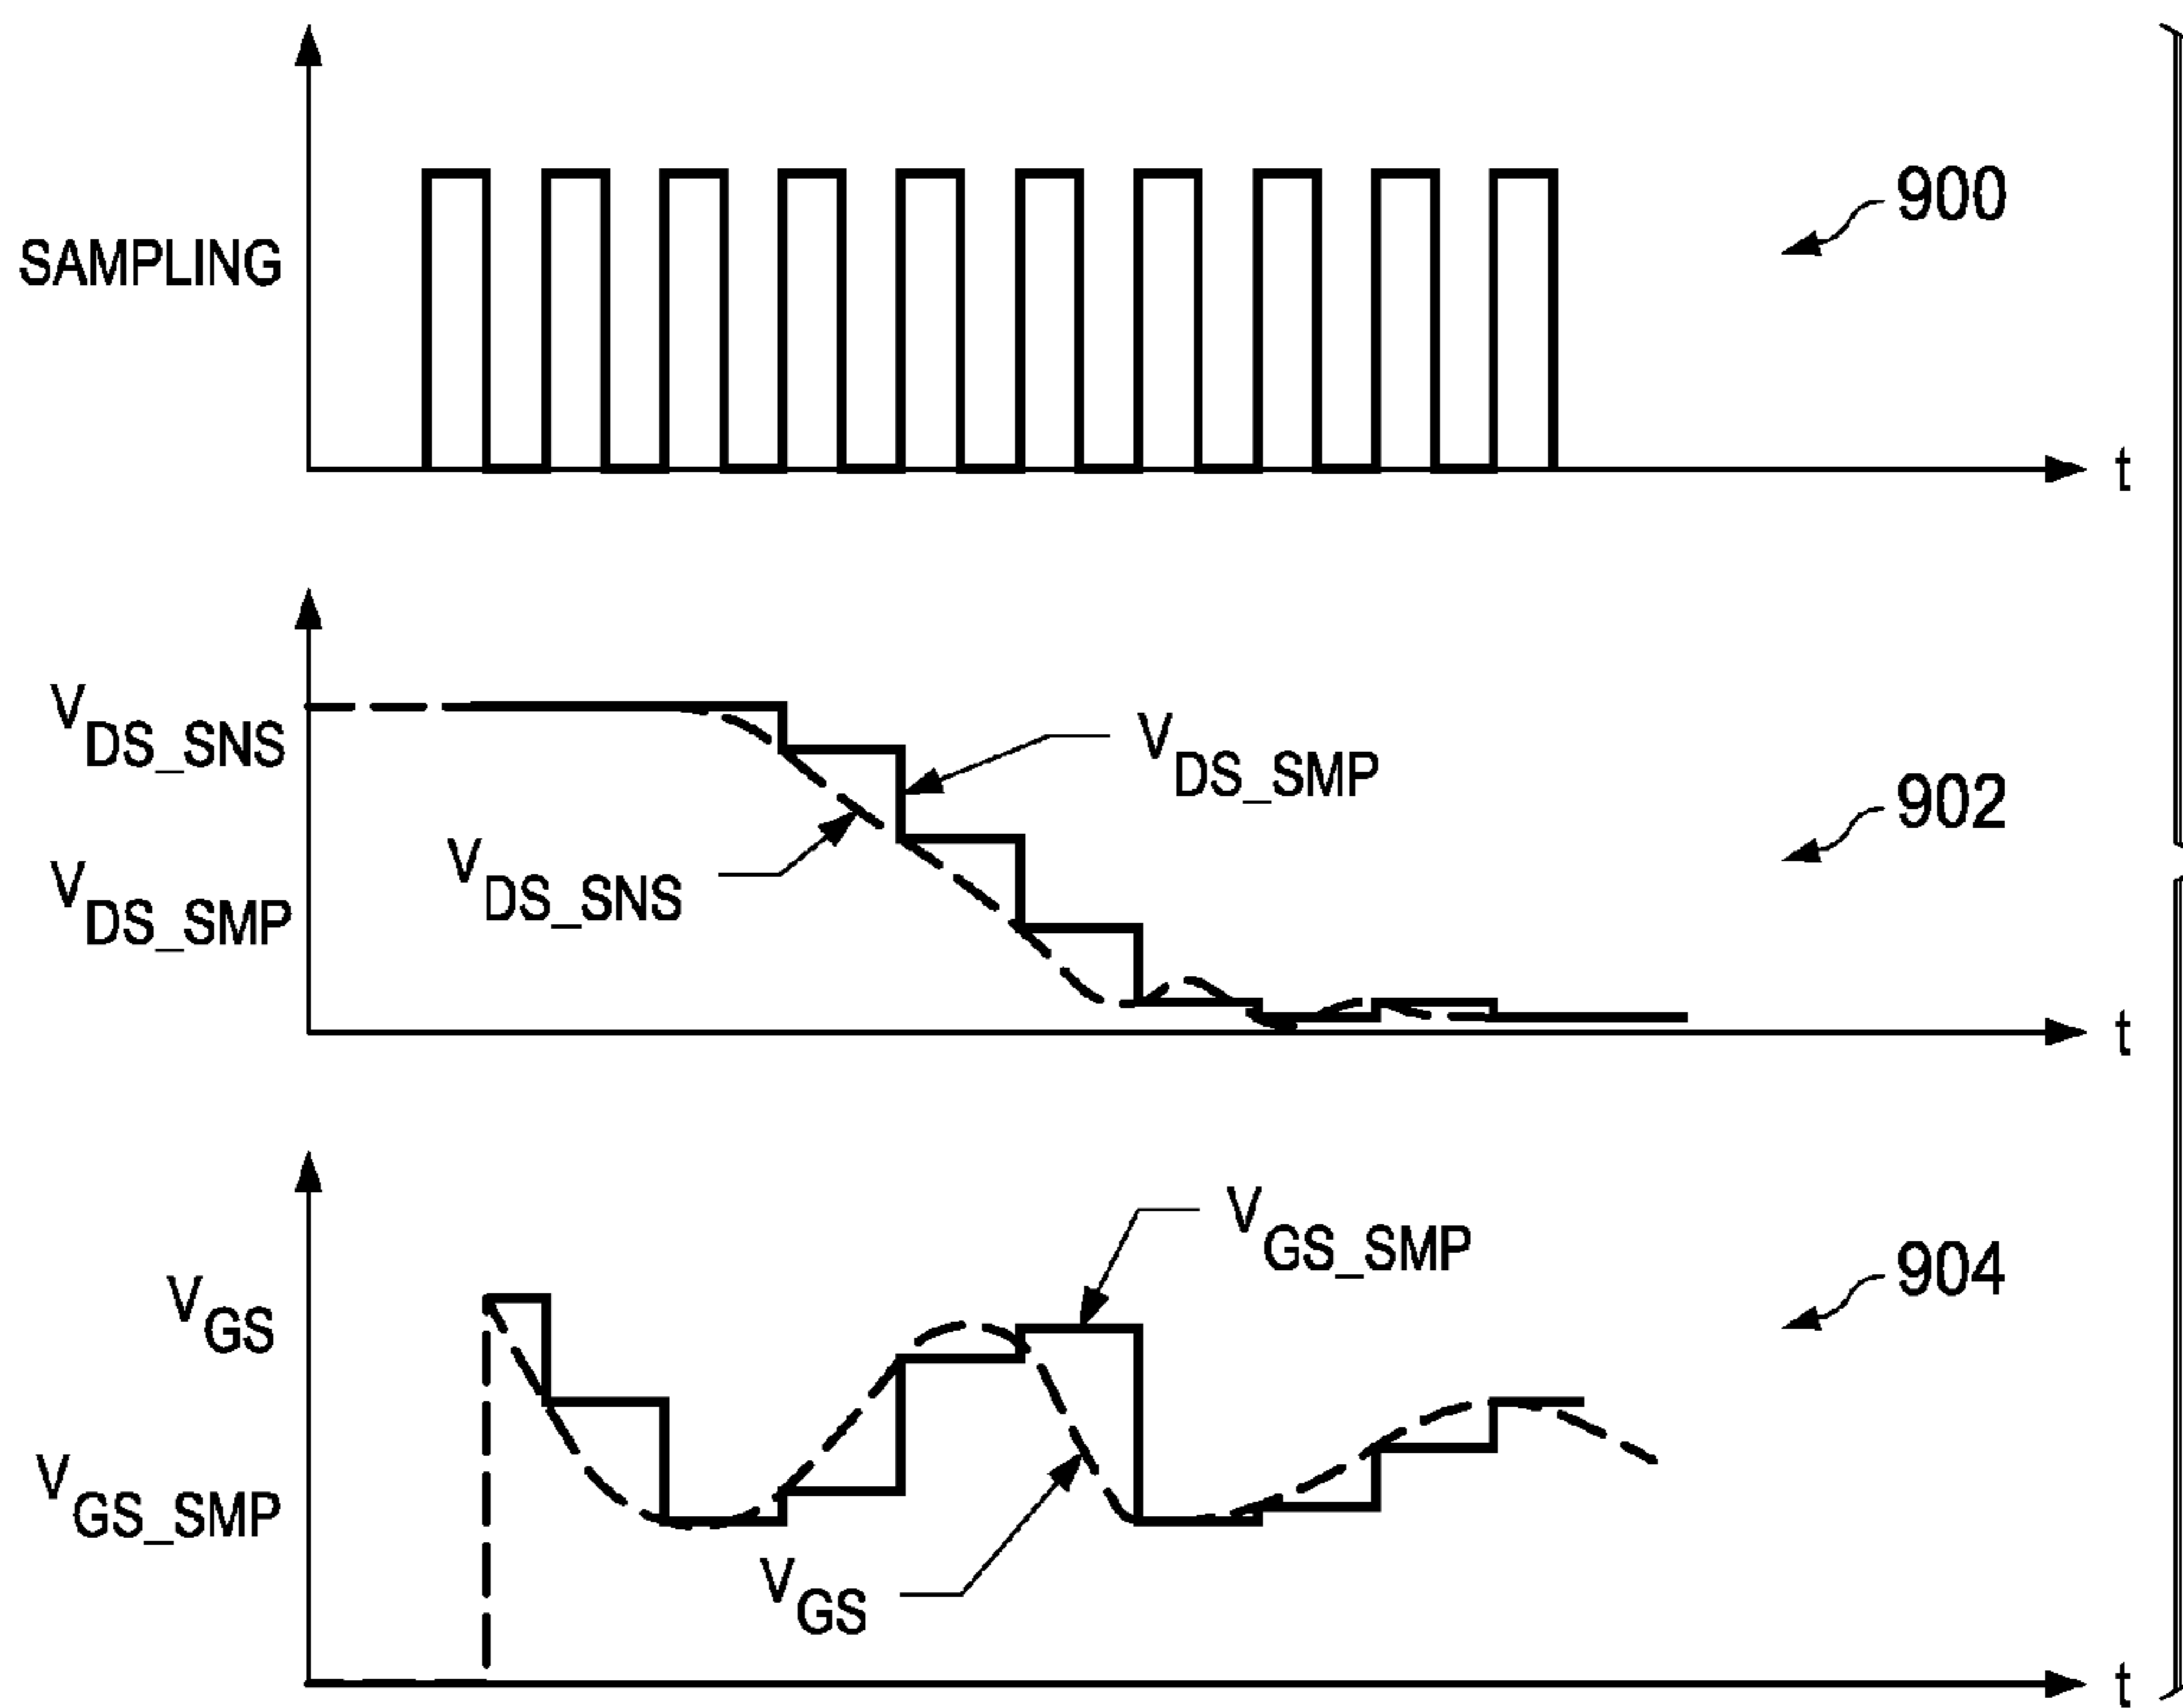 SAMPLING
900
t
V DS_SNS
V DS_SMP
V DS_SMP
V DS_SNS
902
t
V GS
V GS_SMP
V GS_SMP
V GS
904
t